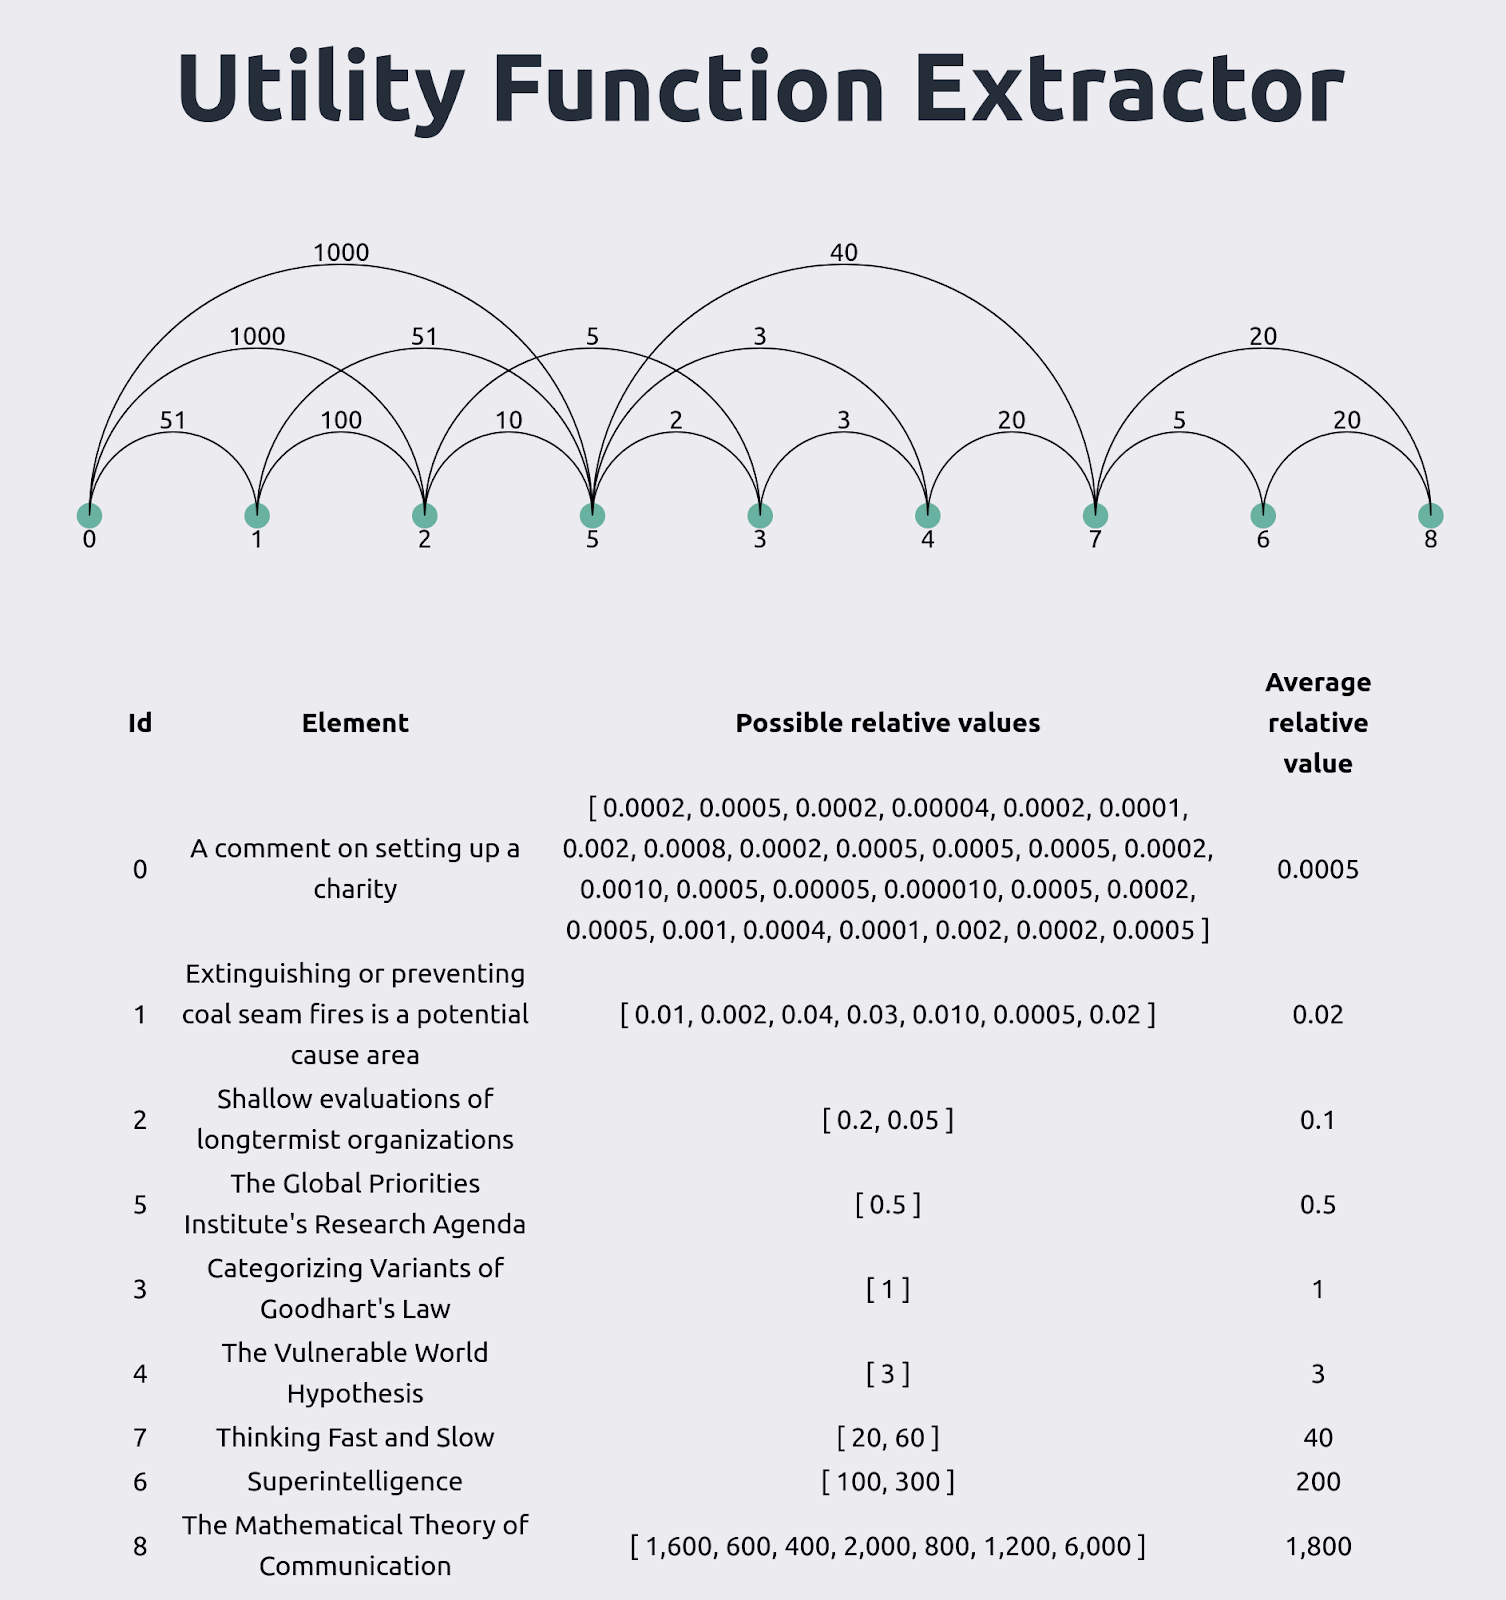 Utility Function Extractor
1000 40
1000 51 5 3 20
51 100 10 2 3 20 5 20
0 1 2 5 3 4 7 6 8
Id Element Possible relative values Average
relative
value
0 A comment on setting up a
charity
[ 0.0002, 0.0005, 0.0002, 0.00004, 0.0002, 0.0001,
0.002, 0.0008, 0.0002, 0.0005, 0.0005, 0.0005, 0.0002,
0.0010, 0.0005, 0.00005, 0.000010, 0.0005, 0.0002,
0.0005, 0.001, 0.0004, 0.0001, 0.002, 0.0002, 0.0005 ]
0.0005
1 Extinguishing or preventing
coal seam fires is a potential
cause area
[ 0.01, 0.002, 0.04, 0.03, 0.010, 0.0005, 0.02 ]
0.02
2 Shallow evaluations of
longtermist organizations
[ 0.2, 0.05 ]
0.1
5 The Global Priorities
Institute's Research Agenda
[ 0.5 ]
0.5
3 Categorizing Variants of
Goodhart's Law
[ 1 ]
1
4 The Vulnerable World
Hypothesis
[ 3 ]
3
7 Thinking Fast and Slow [ 20, 60 ] 40
6 Superintelligence [ 100, 300 ] 200
8 The Mathematical Theory of
Communication
[ 1,600, 600, 400, 2,000, 800, 1,200, 6,000 ]
1,800